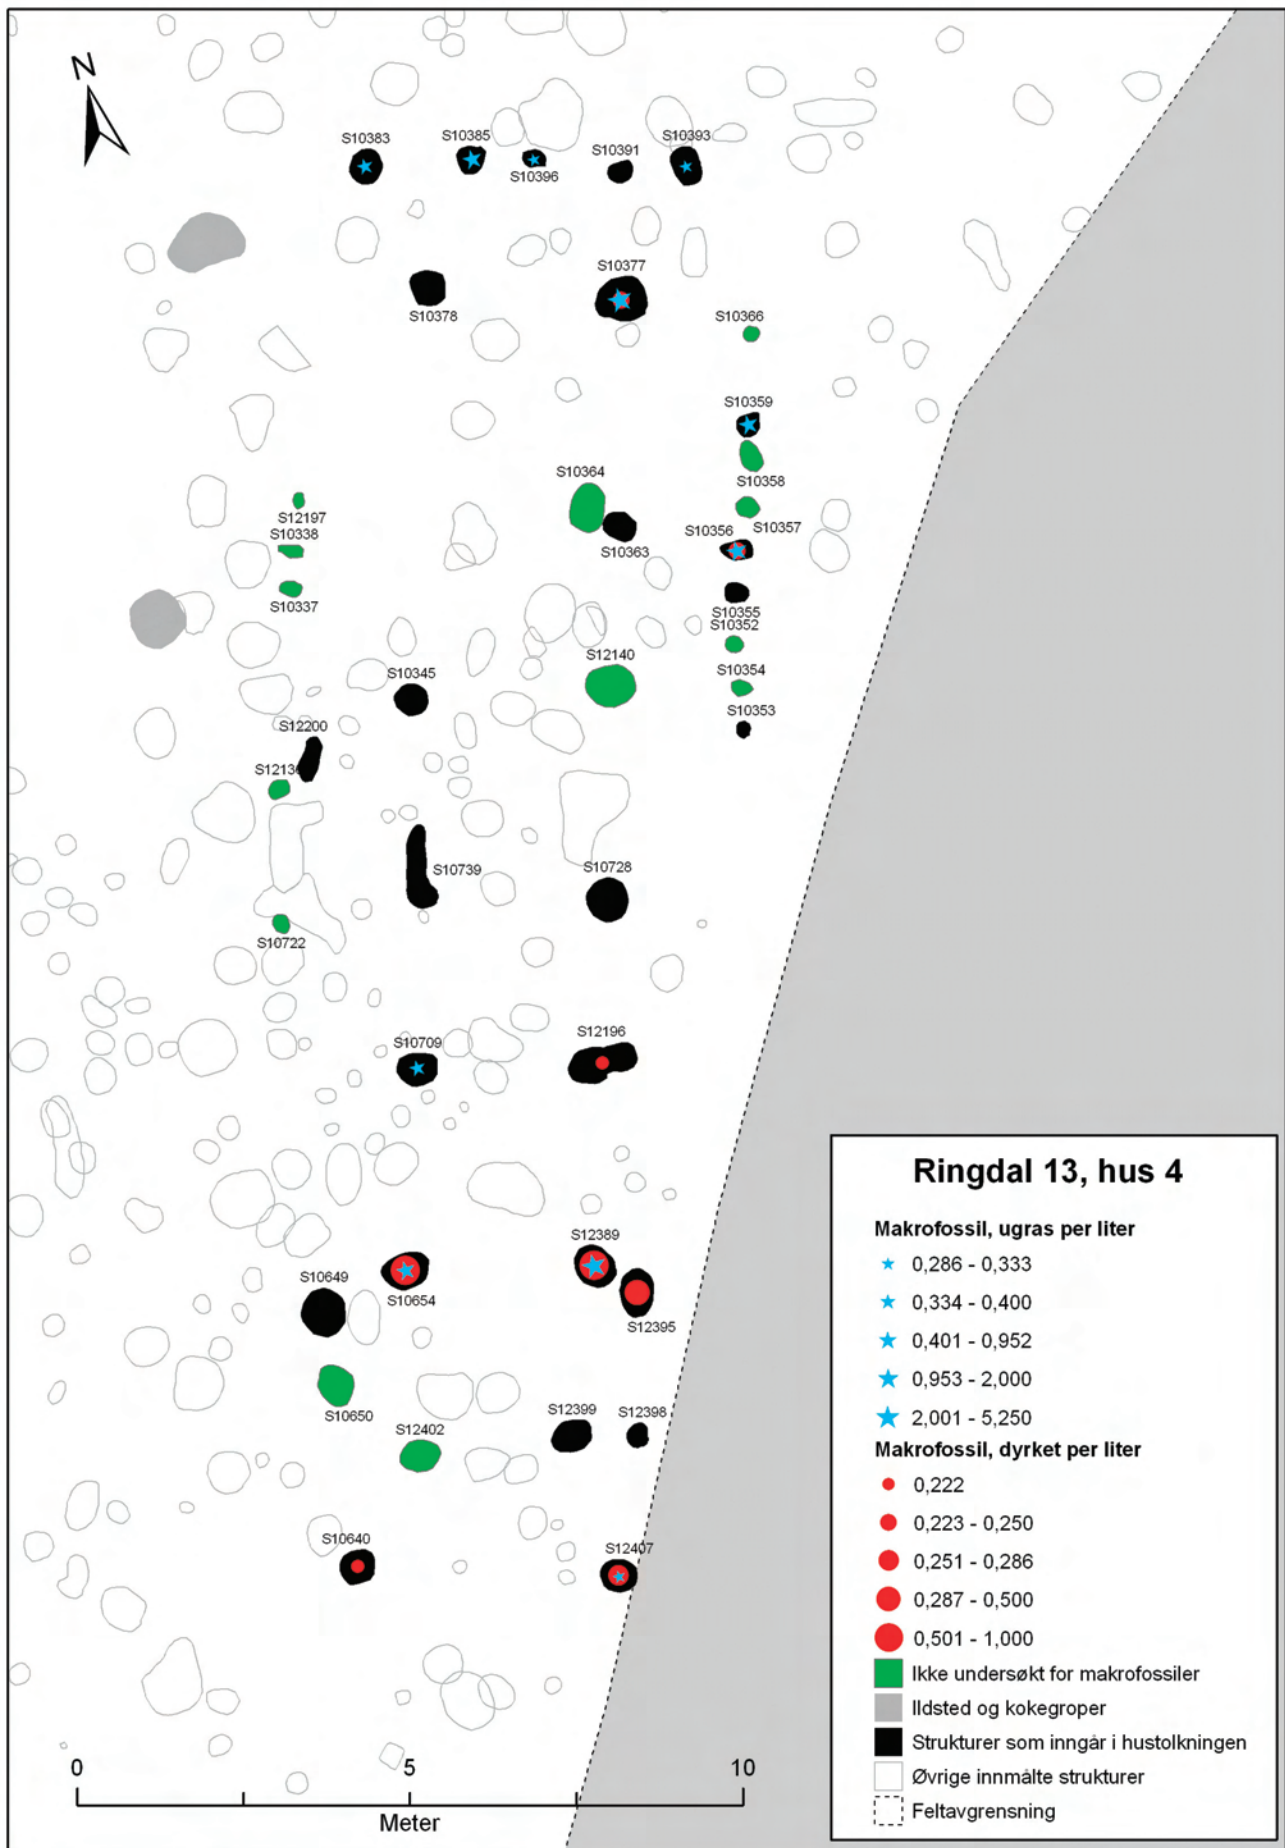 N
S10383
S10385
S10396
S10391
S10393
S10377
S10378
S10366
S10359
S10364
S10358
S12197
S10357
S10338
S10356
S10363
S10337
S10355
S10352
S12140
S10345
S10354
S10353
S12200
S1213
S10739
S10728
S10722
S12196
S10709
S12389
S10649
S10654
S12395
S12399
S12398
S10650
S12402
S10640
S12407
0
5
10
Meter
Ringdal 13, hus 4
Makrofossil, ugras per liter
0,286 - 0,333
0,334 - 0,400
0,401 - 0,952
0,953 - 2,000
2,001 - 5,250
Makrofossil, dyrket per liter
0,222
0,223 - 0,250
0,251 - 0,286
0,287 - 0,500
0,501 - 1,000
Ikke undersøkt for makrofossiler
Ildsted og kokegroper
Strukturer som inngår i hustolkningen
Øvrige innmålte strukturer
Feltavgrensning